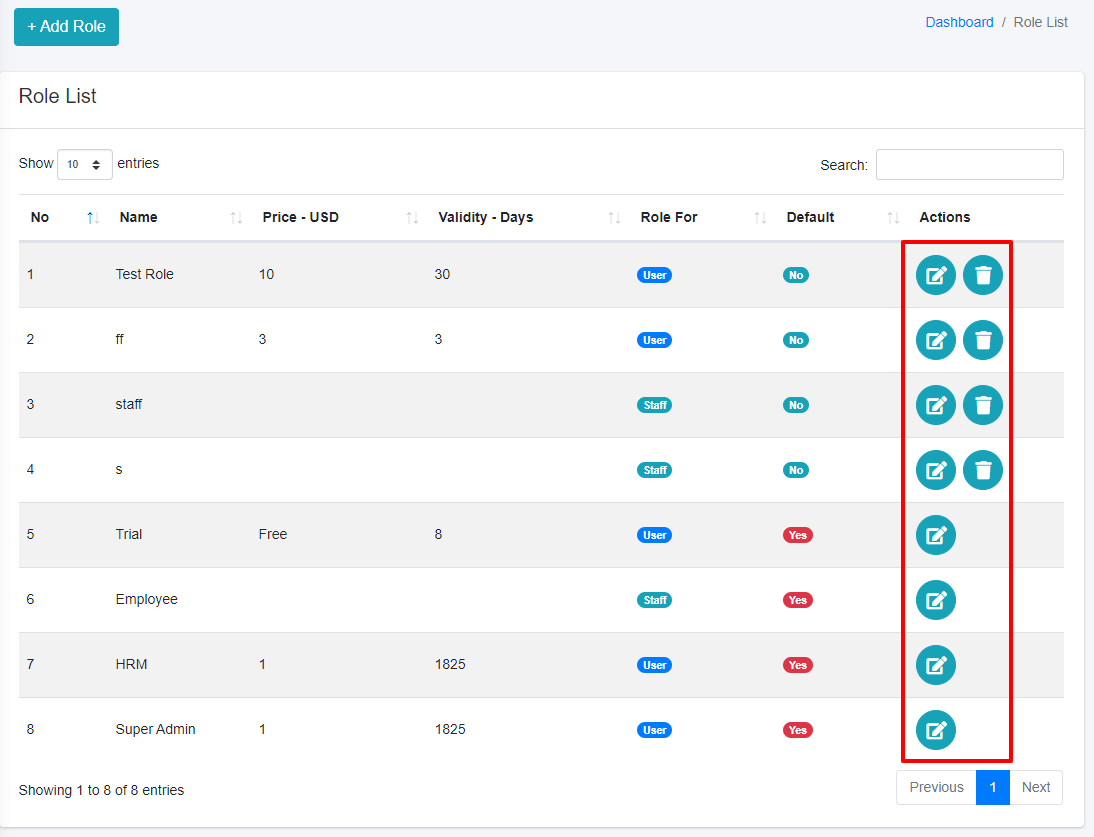 + Add Role
Dashboard / Role List
Role List
Show 10 entries
Search:
No Name Price - USD Validity - Days Role For Default Actions
1 Test Role 10 30 User No
2 ff 3 3 User No
3 staff Staff No
4 s Staff No
5 Trial Free 8 User Yes
6 Employee Staff Yes
7 HRM 1 1825 User Yes
8 Super Admin 1 1825 User Yes
Showing 1 to 8 of 8 entries
Previous 1 Next